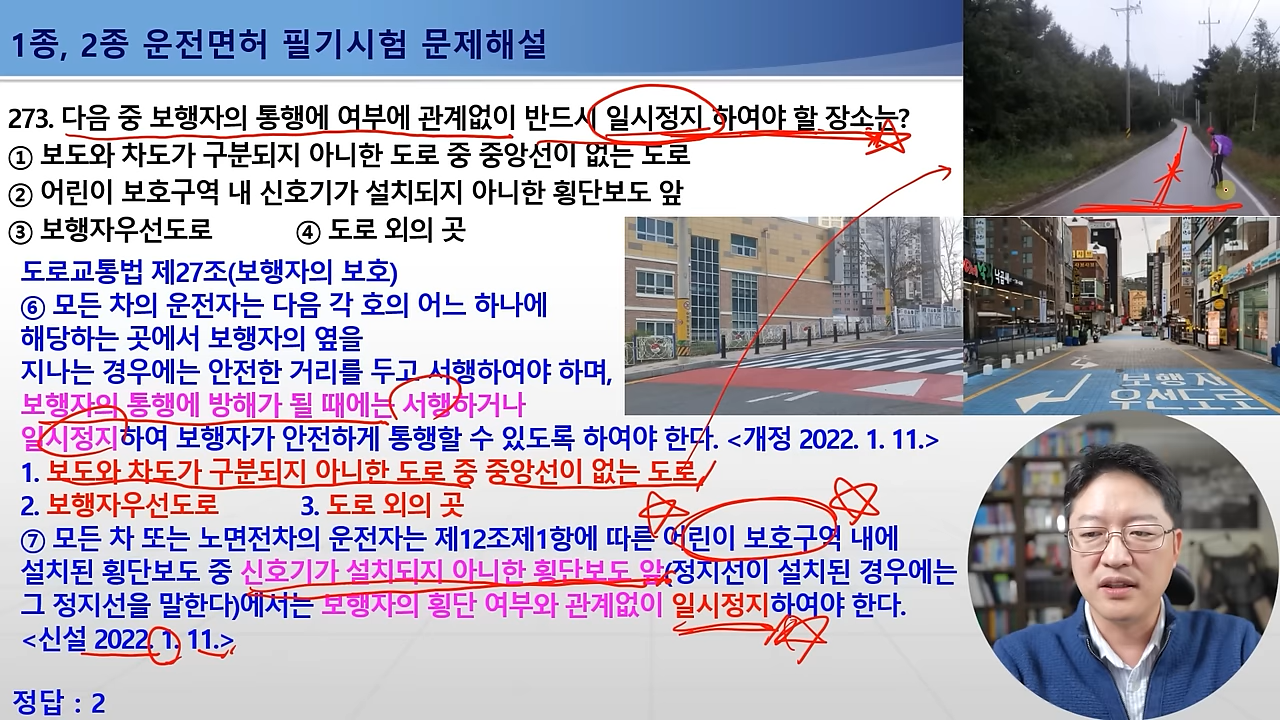 1종, 2종 운전면허 필기시험 문제해설
273. 다음 중 보행자의 통행에 여부에 관계없이 반드시 일시정지 하여야 할 장소는?
① 보도와 차도가 구분되지 아니한 도로 중 중앙선이 없는 도로
② 어린이 보호구역 내 신호기가 설치되지 아니한 횡단보도 앞
③ 보행자우선도로 ④ 도로 외의 곳
도로교통법 제27조(보행자의 보호)
⑥ 모든 차의 운전자는 다음 각 호의 어느 하나에
해당하는 곳에서 보행자의 옆을
지나는 경우에는 안전한 거리를 두고 서행하여야 하며,
보행자의 통행에 방해가 될 때에는 서행하거나
일시정지하여 보행자가 안전하게 통행할 수 있도록 하여야 한다. <개정 2022. 1. 11.>
1. 보도와 차도가 구분되지 아니한 도로 중 중앙선이 없는 도로
2. 보행자우선도로 3. 도로 외의 곳
⑦ 모든 차 또는 노면전차의 운전자는 제12조제1항에 따른 어린이 보호구역 내에
설치된 횡단보도 중 신호기가 설치되지 아니한 횡단보도 앞(정지선이 설치된 경우에는
그 정지선을 말한다)에서는 보행자의 횡단 여부와 관계없이 일시정지하여야 한다.
<신설 2022. 1. 11.>
정답 : 2
보행자
우선도로